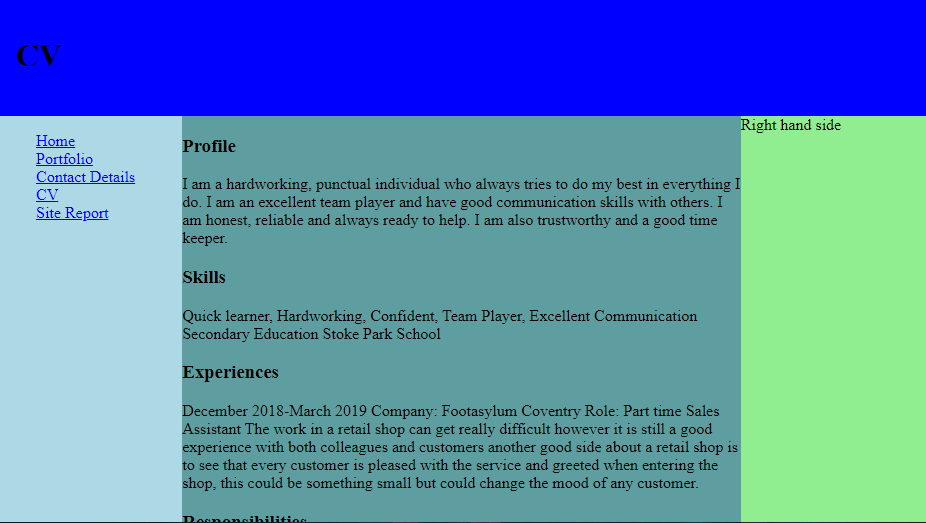 CV
Home
Portfolio
Contact Details
CV
Site Report
Profile
I am a hardworking, punctual individual who always tries to do my best in everything I
do. I am an excellent team player and have good communication skills with others. I
am honest, reliable and always ready to help. I am also trustworthy and a good time
keeper.
Skills
Quick learner, Hardworking, Confident, Team Player, Excellent Communication
Secondary Education Stoke Park School
Experiences
December 2018-March 2019 Company: Footasylum Coventry Role: Part time Sales
Assistant The work in a retail shop can get really difficult however it is still a good
experience with both colleagues and customers another good side about a retail shop is
to see that every customer is pleased with the service and greeted when entering the
shop, this could be something small but could change the mood of any customer.
Responsibilities
Right hand side